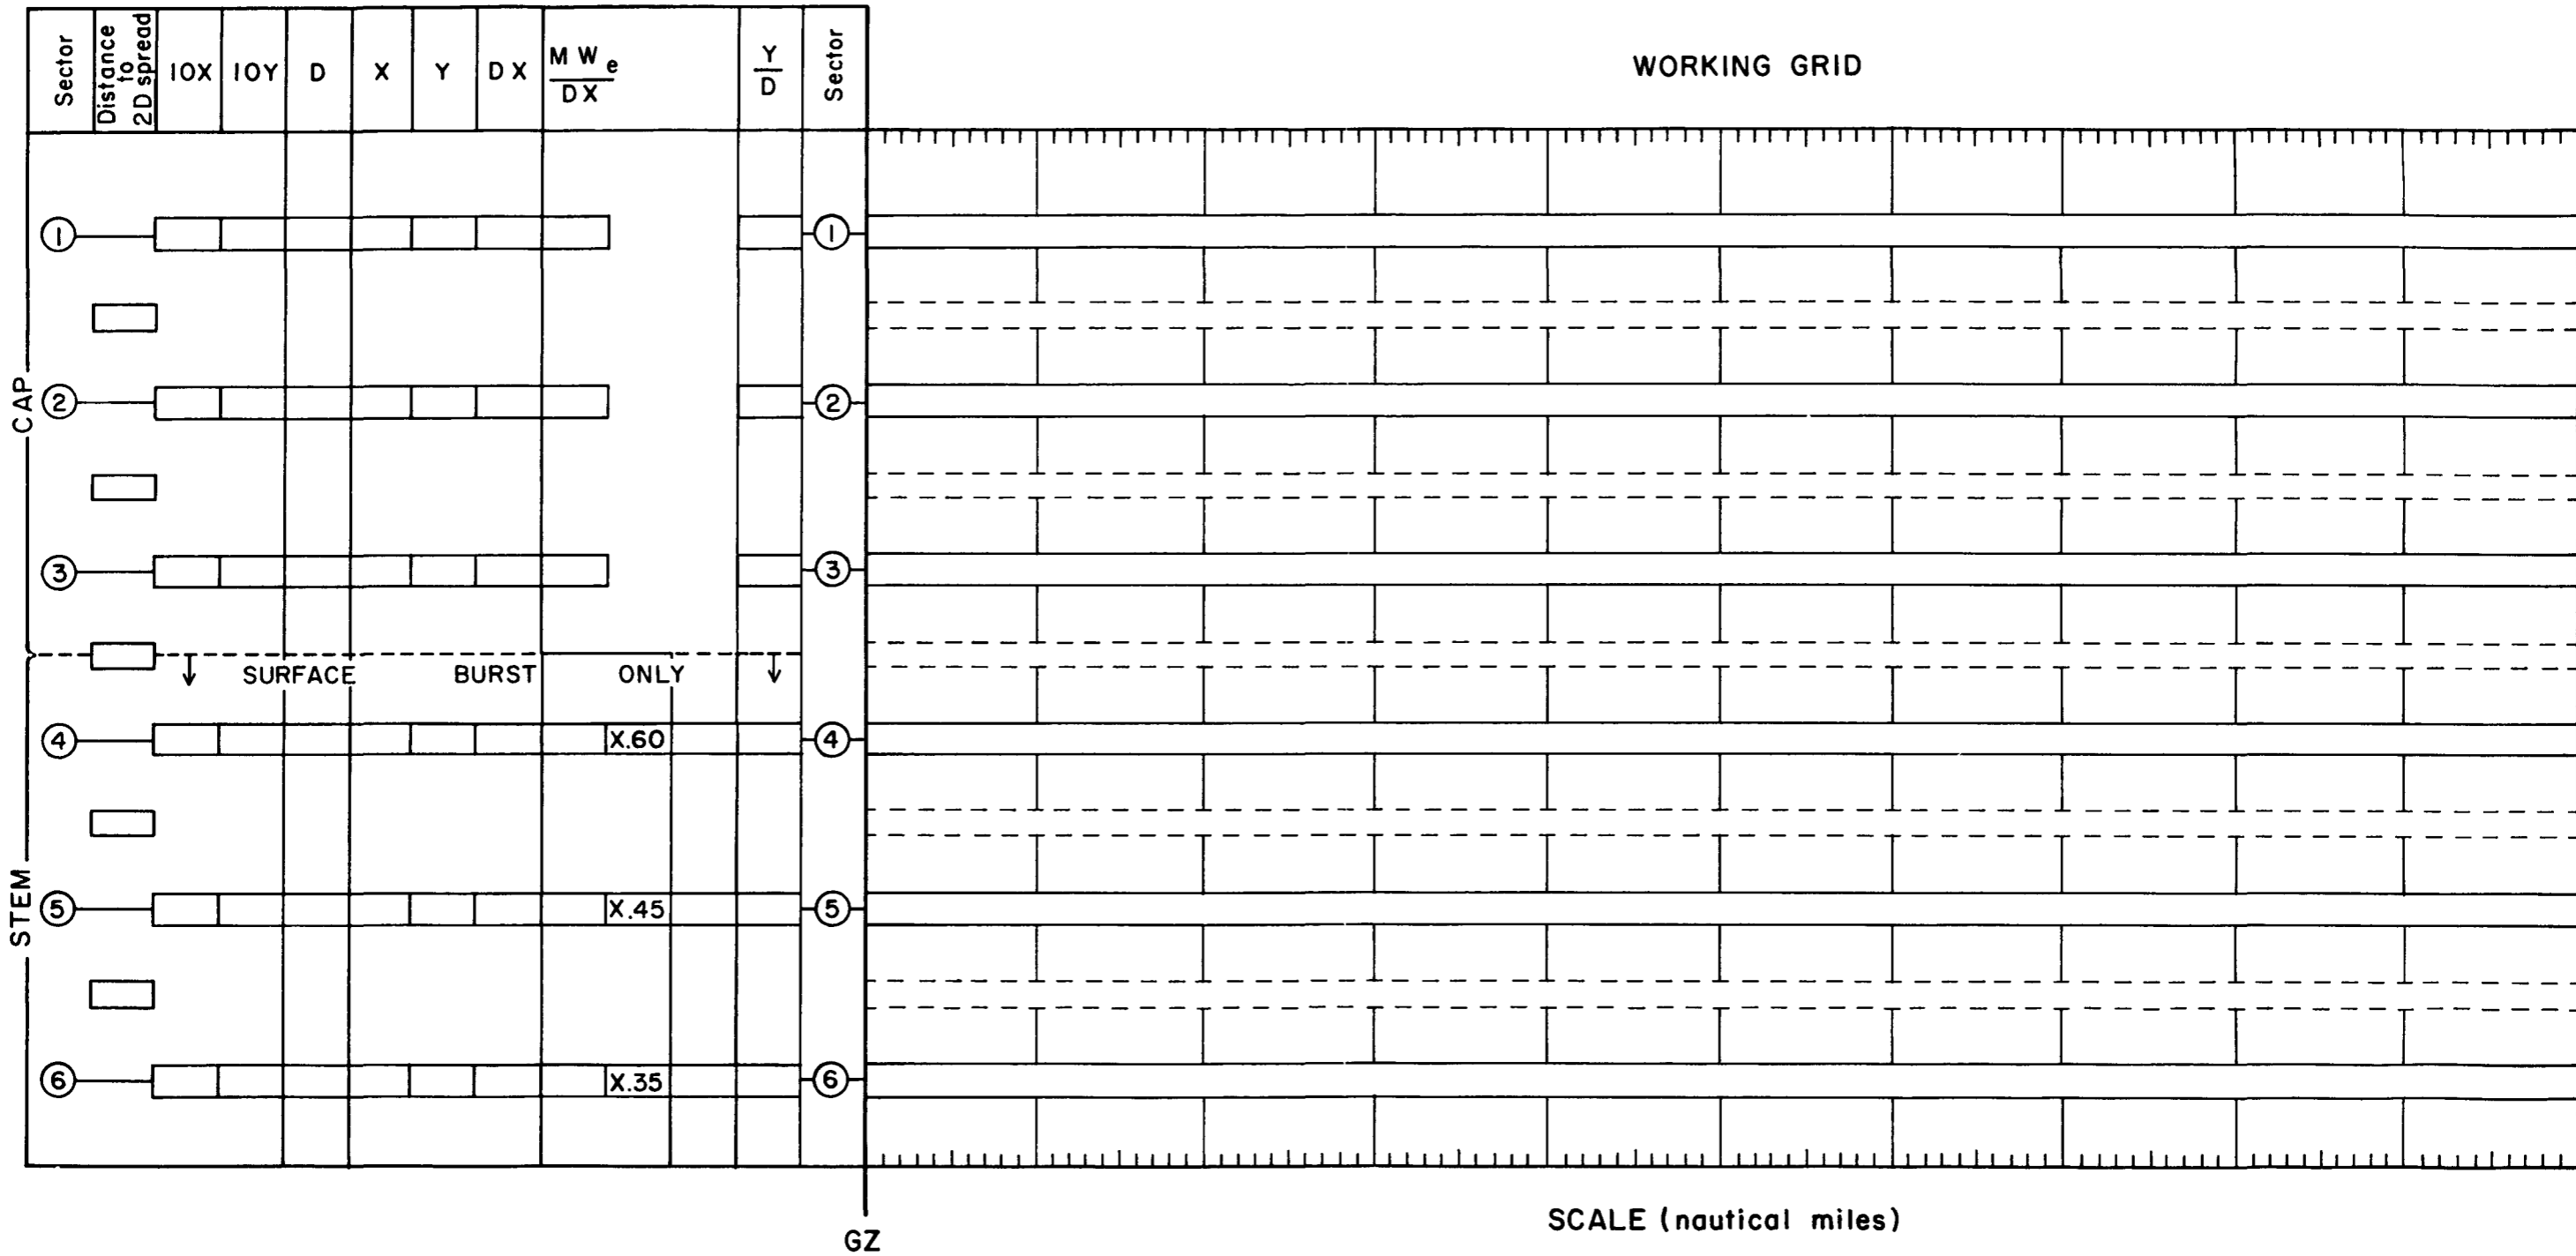 Sector
Distance to 2D spread
10X
10Y
D
X
Y
DX
M W e
DX
Y
D
Sector
WORKING GRID
CAP
1
1
2
2
3
3
SURFACE BURST ONLY
STEM
4
X.60
4
5
X.45
5
6
X.35
6
SCALE (nautical miles)
GZ